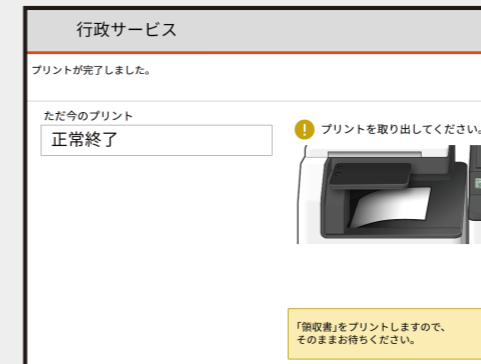 行政サービス
プリントが完了しました。
ただ今のプリント
正常終了
プリントを取り出してください。
「領収書」をプリントしますので、
そのままお待ちください。